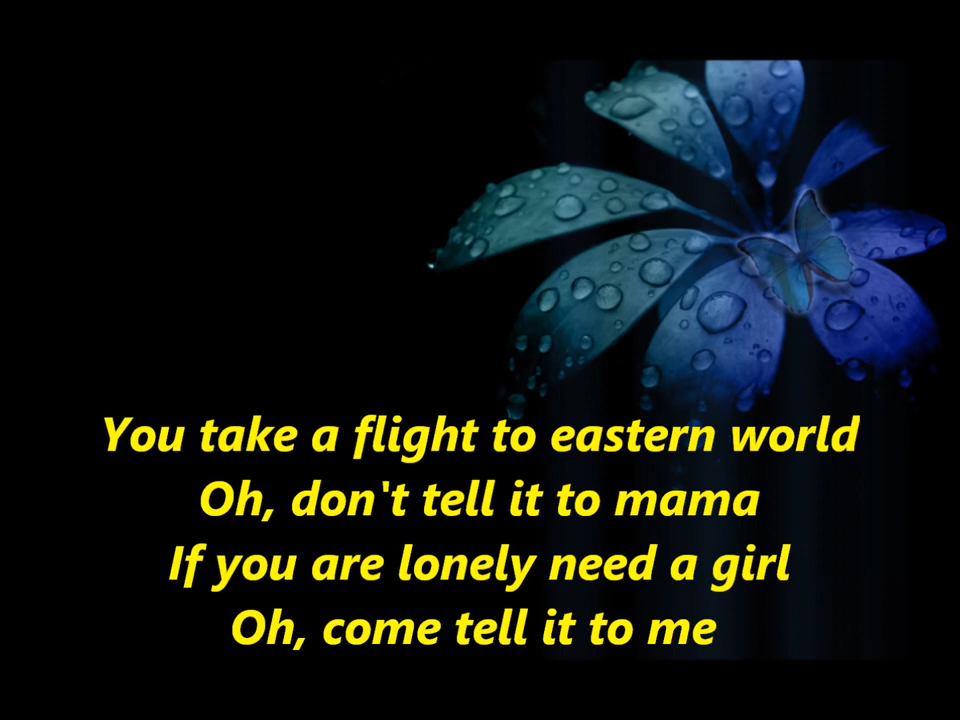 You take a flight to eastern world
Oh, don't tell it to mama
If you are lonely need a girl
Oh, come tell it to me